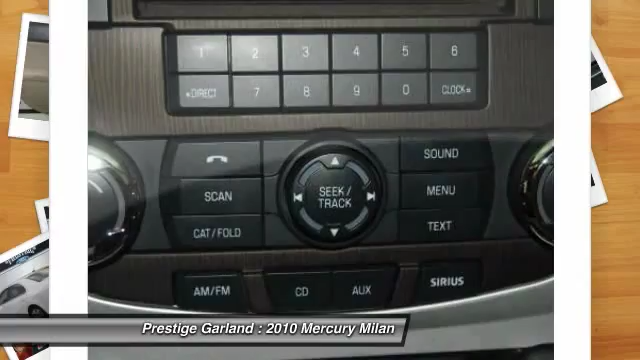 1 2 3 4 5 6
DIRECT 7 8 9 0 CLOCK
SOUND
SCAN SEEK/ MENU
TRACK
CAT/FOLD TEXT
AM/FM CD AUX SIRIUS
Prestige Garland : 2010 Mercury Milan